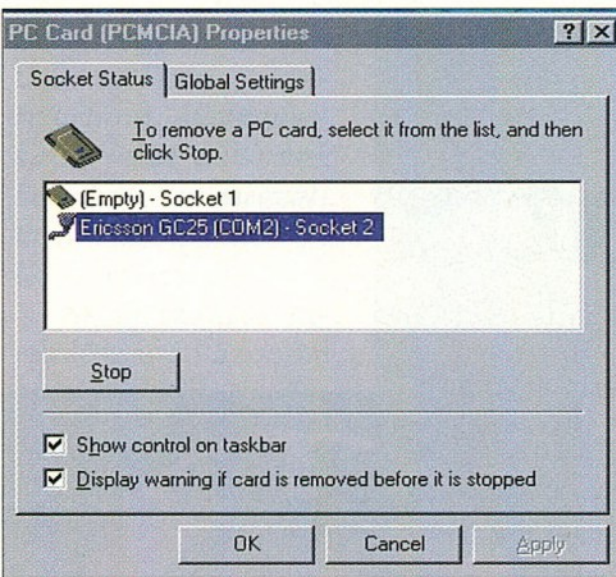 PC Card (PCMCIA) Properties
Socket Status
Global Settings
To remove a PC card, select it from the list, and then
click Stop.
(Empty) - Socket 1
Ericsson GC25 (COM2) - Socket 2
Stop
Show control on taskbar
Display warning if card is removed before it is stopped
OK
Cancel
Apply